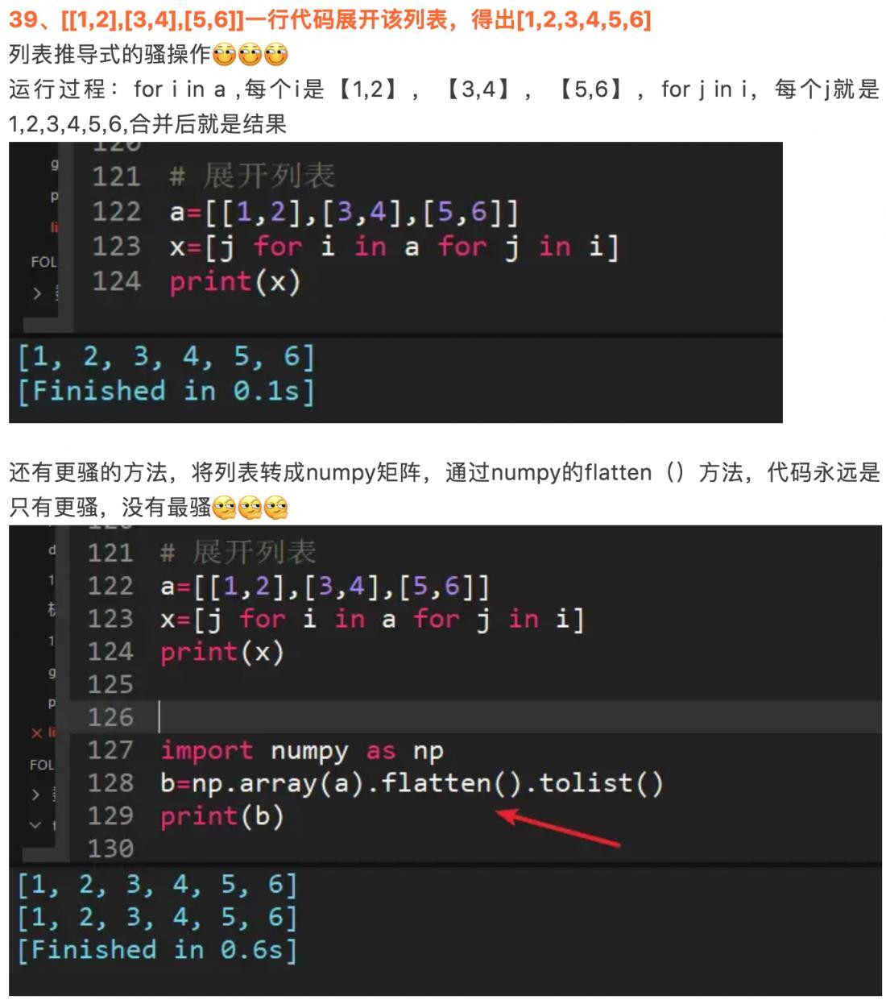 39、[[1,2],[3,4],[5,6]]一行代码展开该列表，得出[1,2,3,4,5,6]
列表推导式的骚操作
运行过程：for i in a ,每个i是【1,2】，【3,4】，【5,6】，for j in i，每个j就是
1,2,3,4,5,6,合并后就是结果
120
g
121 # 展开列表
p
122 a=[[1,2],[3,4],[5,6]]
li
123 x=[j for i in a for j in i]
FOL
124 print(x)
[1, 2, 3, 4, 5, 6]
[Finished in 0.1s]
还有更骚的方法，将列表转成numpy矩阵，通过numpy的flatten（）方法，代码永远是
只有更骚，没有最骚
d
121 # 展开列表
1
122 a=[[1,2],[3,4],[5,6]]
123 x=[j for i in a for j in i]
1
124 print(x)
g
125
p
126
li
127 import numpy as np
FOL
128 b=np.array(a).flatten().tolist()
129 print(b)
130
[1, 2, 3, 4, 5, 6]
[1, 2, 3, 4, 5, 6]
[Finished in 0.6s]